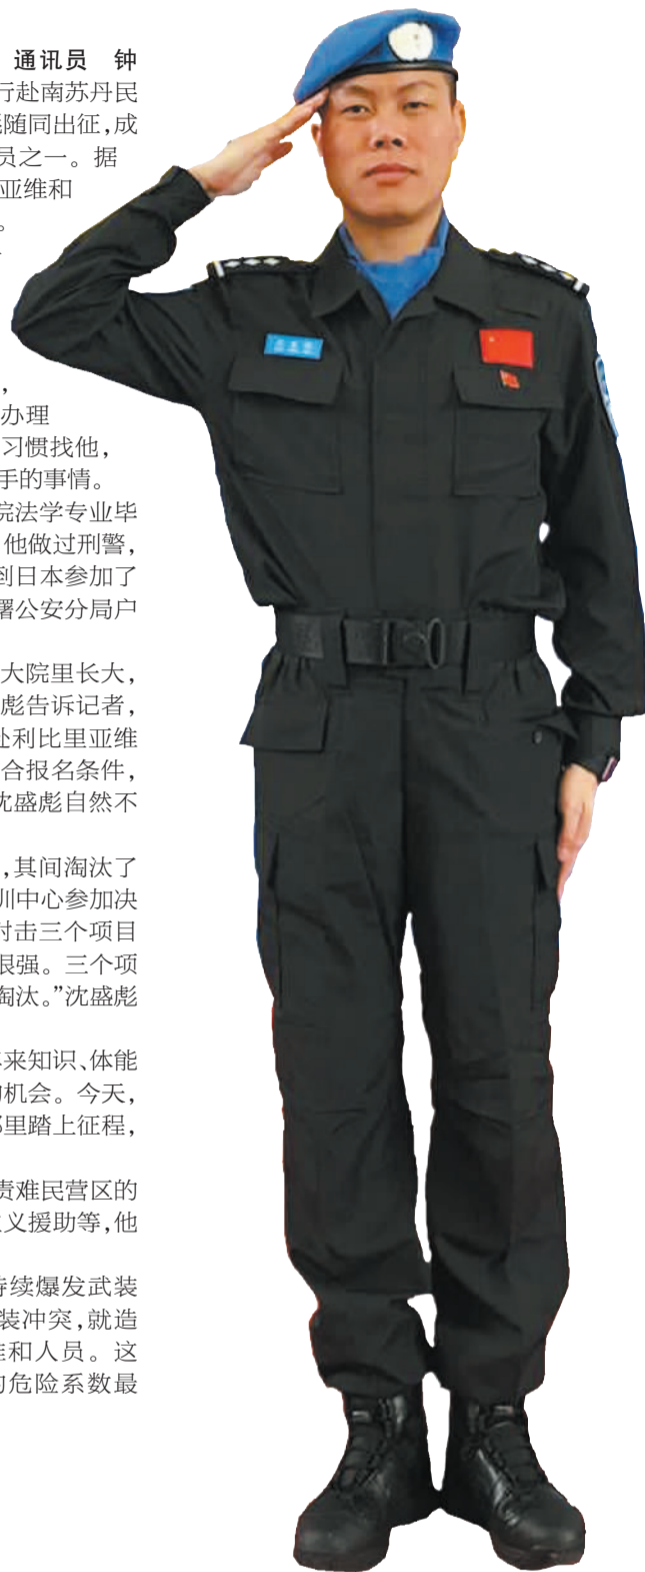 通讯员 钟
行赴南苏丹民
随同出征,成
员之一。据
亚维和
。
,
办理
习惯找他,
手的事情。
院法学专业毕
他做过刑警,
到日本参加了
署公安分局户
大院里长大,
彪告诉记者,
赴利比里亚维
合报名条件,
沈盛彪自然不
,其间淘汰了
训中心参加决
射击三个项目
很强。三个项
淘汰。”沈盛彪
来知识、体能
的机会。今天,
那里踏上征程,
责难民营区的
义援助等,他
持续爆发武装
装冲突,就造
维和人员。这
的危险系数最